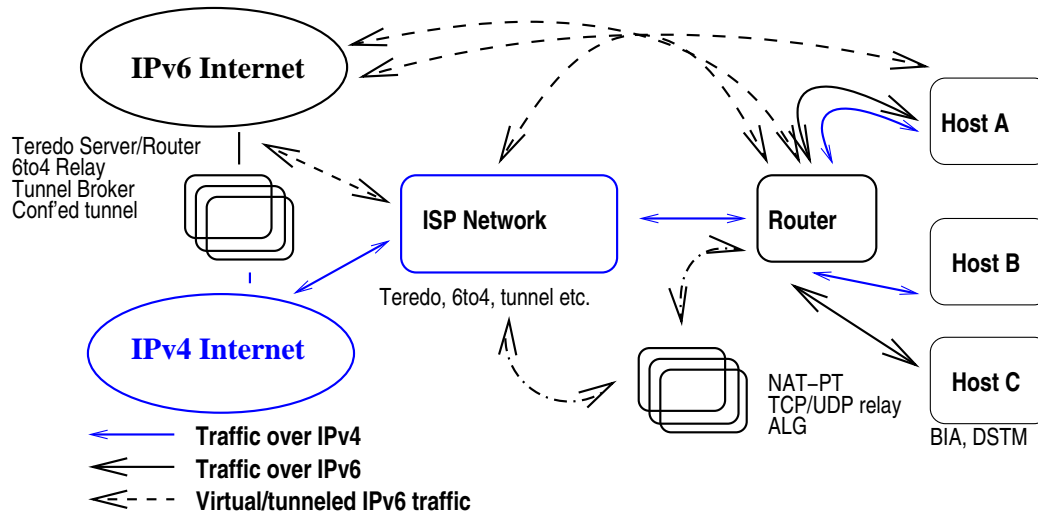 IPv6 Internet
Teredo Server/Router
6to4 Relay
Tunnel Broker
Conf'ed tunnel
ISP Network
Teredo, 6to4, tunnel etc.
Router
Host A
Host B
Host C
BIA, DSTM
IPv4 Internet
NAT−PT
TCP/UDP relay
ALG
Traffic over IPv4
Traffic over IPv6
Virtual/tunneled IPv6 traffic